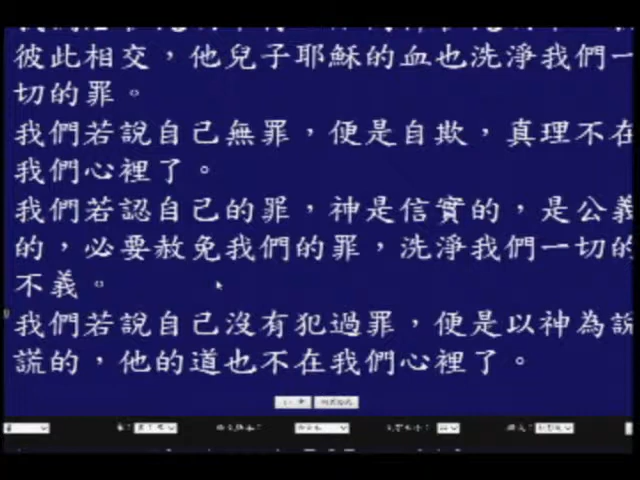 彼此相交，他兒子耶穌的血也洗淨我們一
切的罪。
我們若說自己無罪，便是自欺，真理不在
我們心裡了。
我們若認自己的罪，神是信實的，是公義
的，必要赦免我們的罪，洗淨我們一切的
不義。
我們若說自己沒有犯過罪，便是以神為說
謊的，他的道也不在我們心裡了。